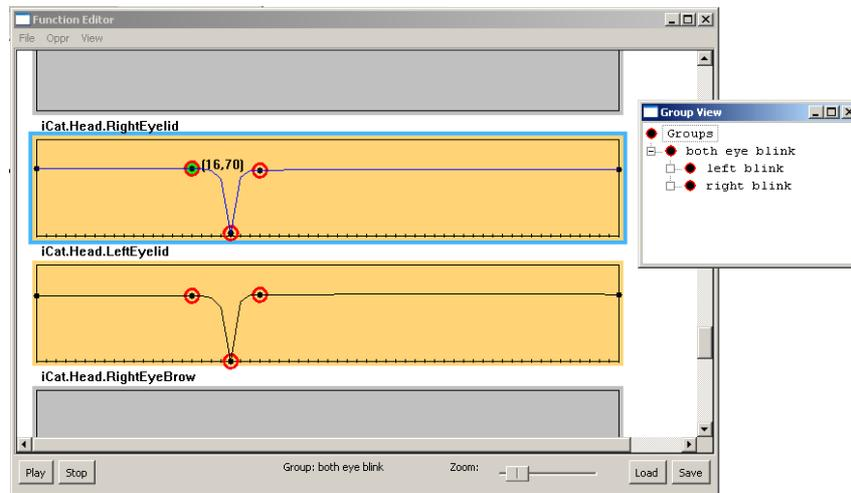 Function Editor
File Oppr View
iCat.Head.RightEyelid
(16,70)
iCat.Head.LeftEyelid
iCat.Head.RightEyeBrow
Play Stop Group: both eye blink Zoom: Load Save
Group View
Groups
both eye blink
left blink
right blink